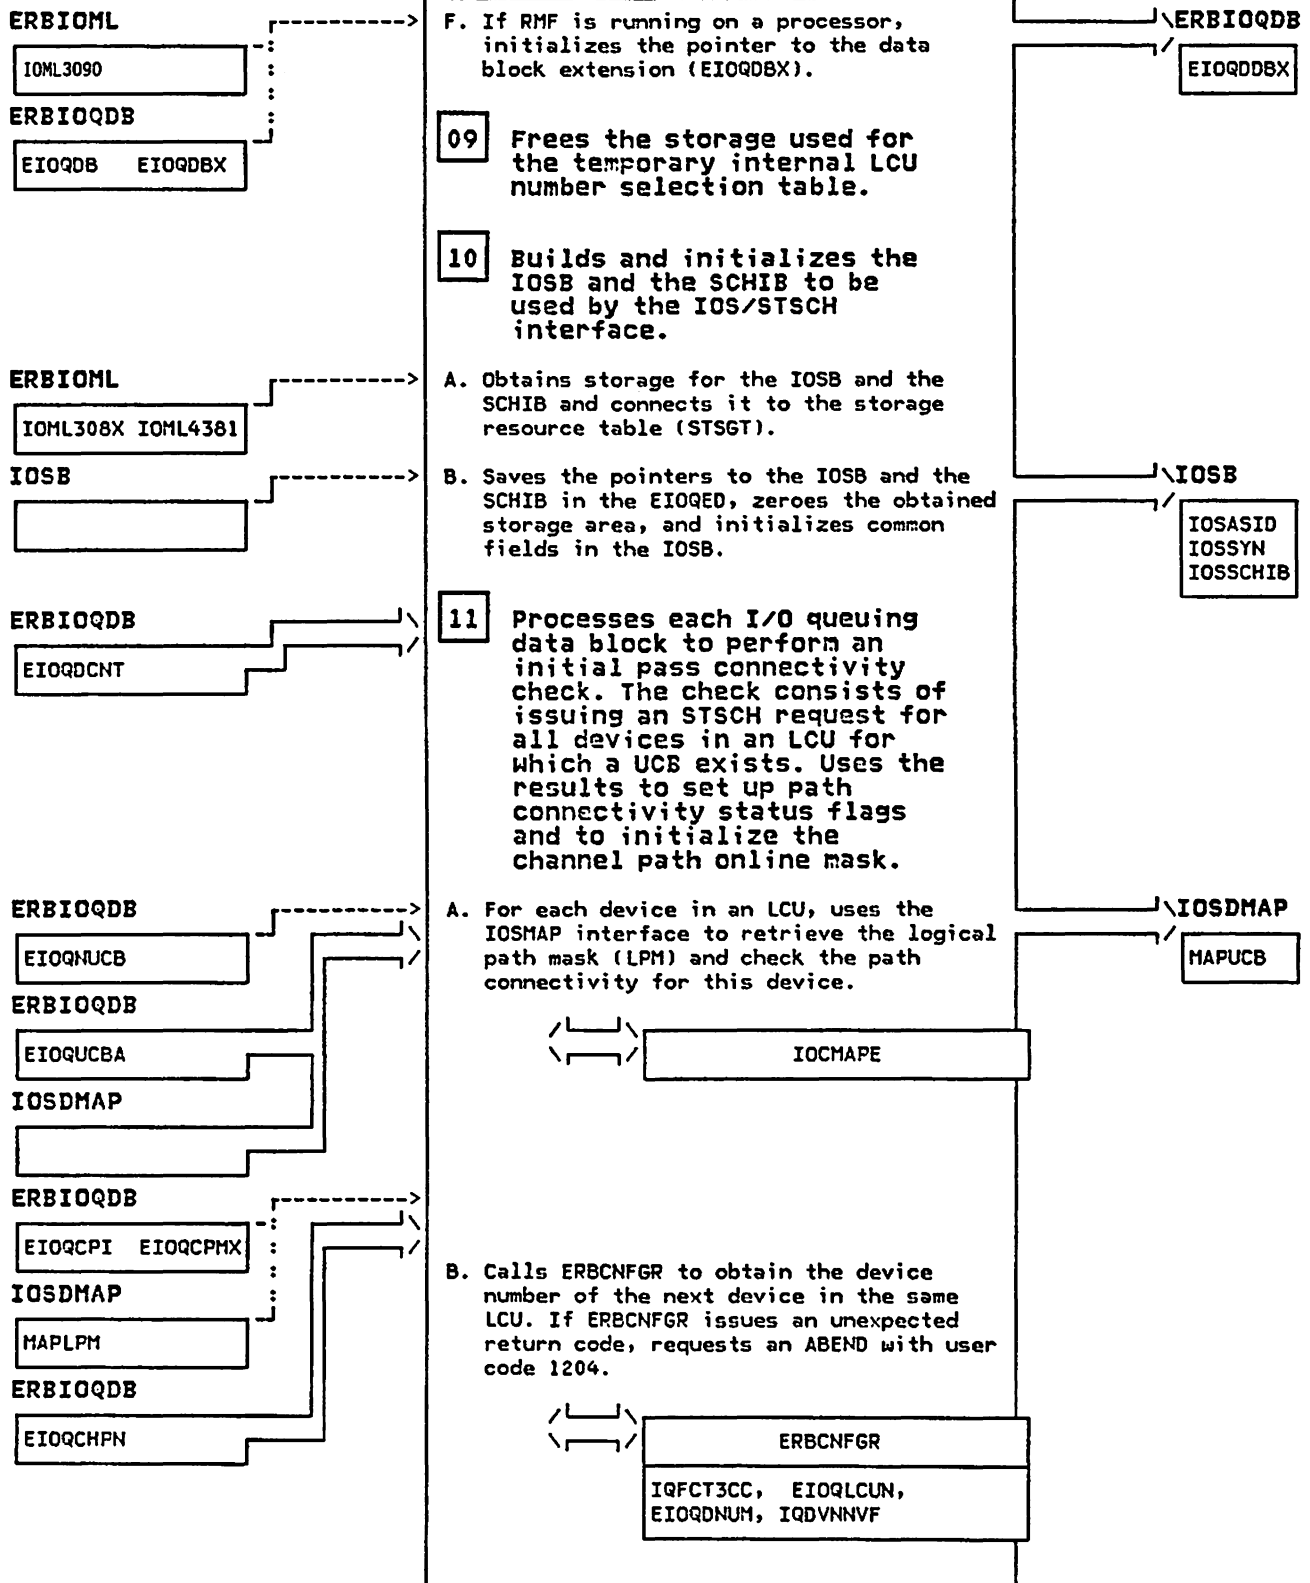 ERBIOML
IOML3090
ERBIOQDB
EIOQDB EIOQDBX
F. If RMF is running on a processor,
initializes the pointer to the data
block extension (EIOQDBX).
ERBIOQDB
EIOQDDBX
09 Frees the storage used for
the temporary internal LCU
number selection table.
10 Builds and initializes the
IOSB and the SCHIB to be
used by the IOS/STSCH
interface.
ERBIOML
IOML308X IOML4381
A. Obtains storage for the IOSB and the
SCHIB and connects it to the storage
resource table (STSGT).
IOSB
B. Saves the pointers to the IOSB and the
SCHIB in the EIOQED, zeroes the obtained
storage area, and initializes common
fields in the IOSB.
IOSB
IOSASID
IOSSYN
IOSSCHIB
ERBIOQDB
EIOQDCNT
11 Processes each I/O queuing
data block to perform an
initial pass connectivity
check. The check consists of
issuing an STSCH request for
all devices in an LCU for
which a UCB exists. Uses the
results to set up path
connectivity status flags
and to initialize the
channel path online mask.
ERBIOQDB
EIOQNUCB
ERBIOQDB
EIOQUCBA
IOSDMAP
A. For each device in an LCU, uses the
IOSMAP interface to retrieve the logical
path mask (LPM) and check the path
connectivity for this device.
IOSDMAP
MAPUCB
IOCMAPE
ERBIOQDB
EIOQCPI EIOQCPMX
IOSDMAP
MAPLPM
ERBIOQDB
EIOQCHPN
B. Calls ERBCNFGR to obtain the device
number of the next device in the same
LCU. If ERBCNFGR issues an unexpected
return code, requests an ABEND with user
code 1204.
ERBCNFGR
IQFCT3CC, EIOQLCUN,
EIOQDNUM, IQDVNNVF